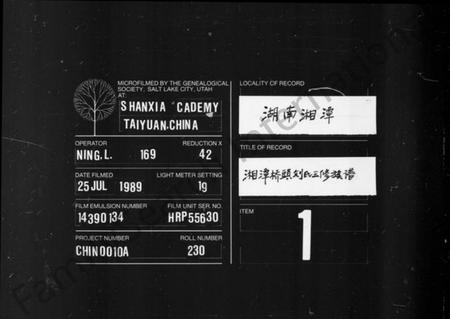 MICROFILMED BY THE GENEALOGICAL
SOCIETY, SALT LAKE CITY, UTAH
AT:
SHANXIA CADEMY
TAIYUAN,CHINA
OPERATOR REDUCTION X
NING,L. 169 42
DATE FILMED LIGHT METER SETTING
25 JUL 1989 19
FILM EMULSION NUMBER FILM UNIT SER. NO.
14390134 HRP55630
PROJECT NUMBER ROLL NUMBER
CHIN0010A 230
LOCALITY OF RECORD
湖南湘潭
TITLE OF RECORD
湘潭桥頭刘氏三修族谱
ITEM
1